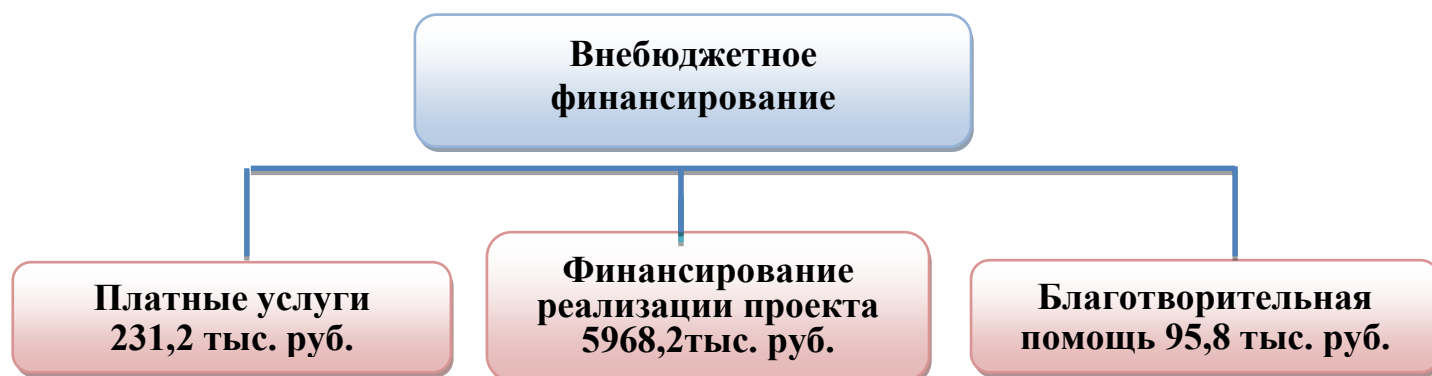 Внебюджетное
финансирование
Платные услуги
231,2 тыс. руб.
Финансирование
реализации проекта
5968,2тыс. руб.
Благотворительная
помощь 95,8 тыс. руб.